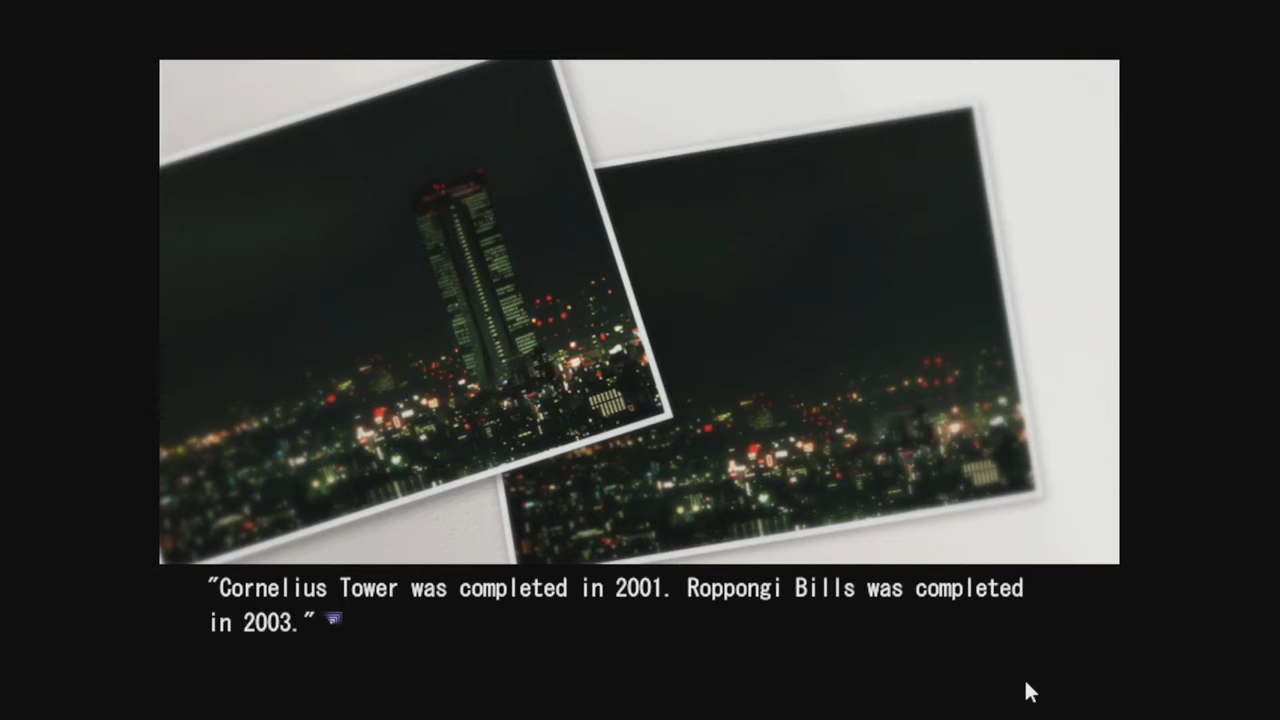 "Cornelius Tower was completed in 2001. Roppongi Bills was completed
in 2003."